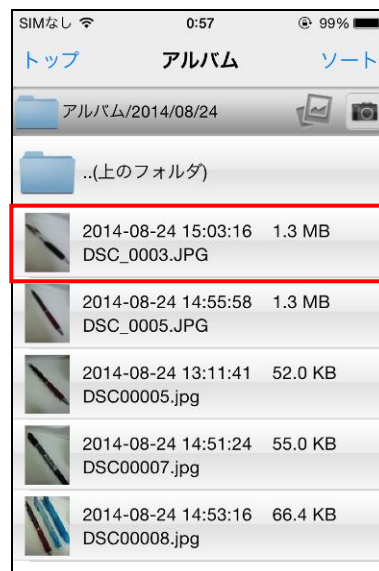 SIMなし 0:57 99%
トップ アルバム ソート
アルバム/2014/08/24
..(上のフォルダ)
2014-08-24 15:03:16 1.3 MB
DSC_0003.JPG
2014-08-24 14:55:58 1.3 MB
DSC_0005.JPG
2014-08-24 13:11:41 52.0 KB
DSC00005.jpg
2014-08-24 14:51:24 55.0 KB
DSC00007.jpg
2014-08-24 14:53:16 66.4 KB
DSC00008.jpg